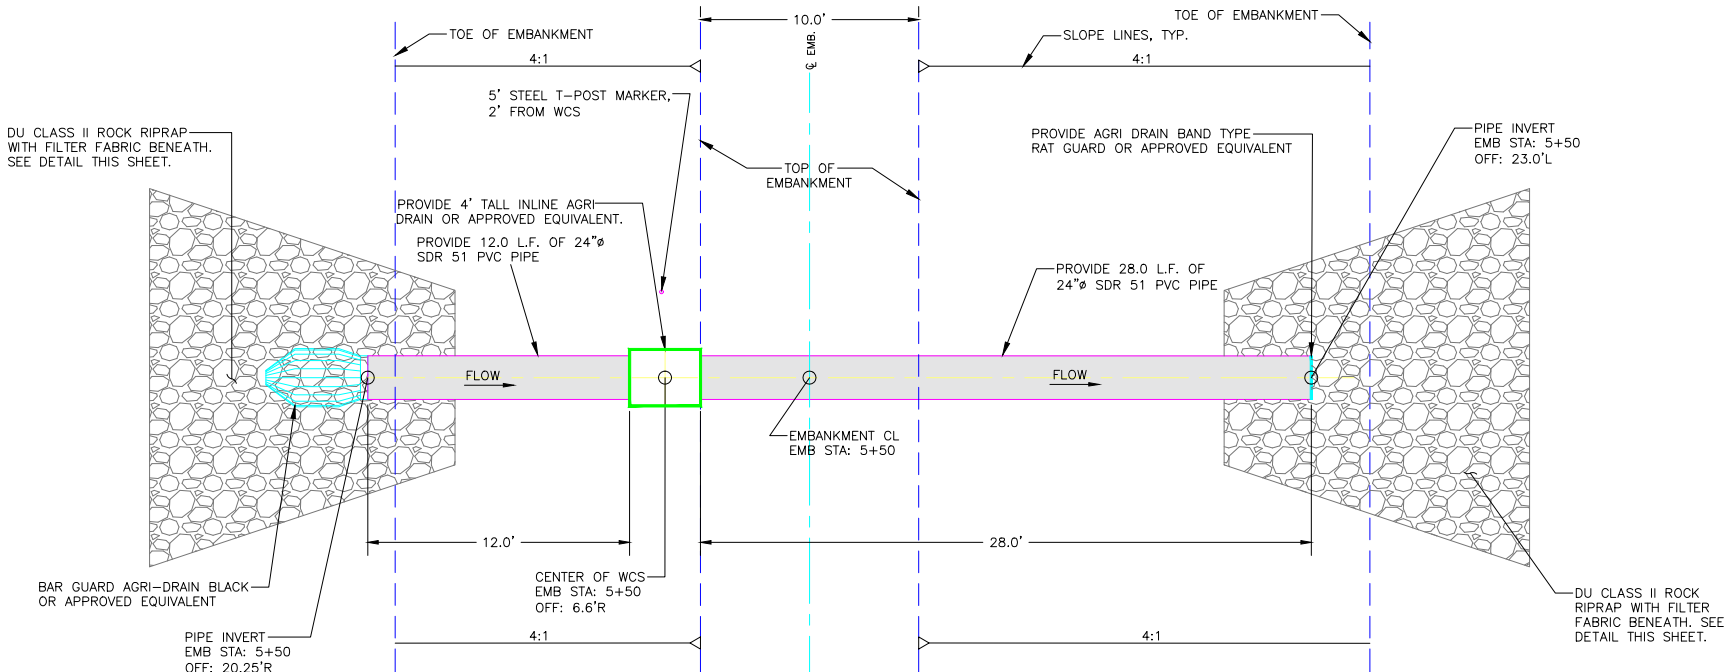 10.0'
TOE OF EMBANKMENT
TOE OF EMBANKMENT
SLOPE LINES, TYP.
℄ EMB.
4:1
4:1
5' STEEL T-POST MARKER,
2' FROM WCS
DU CLASS II ROCK RIPRAP
WITH FILTER FABRIC BENEATH.
SEE DETAIL THIS SHEET.
PROVIDE AGRI DRAIN BAND TYPE
RAT GUARD OR APPROVED EQUIVALENT
PIPE INVERT
EMB STA: 5+50
OFF: 23.0'L
TOP OF
EMBANKMENT
PROVIDE 4' TALL INLINE AGRI
DRAIN OR APPROVED EQUIVALENT.
PROVIDE 12.0 L.F. OF 24"ø
SDR 51 PVC PIPE
PROVIDE 28.0 L.F. OF
24"ø SDR 51 PVC PIPE
FLOW
FLOW
EMBANKMENT CL
EMB STA: 5+50
12.0'
28.0'
BAR GUARD AGRI-DRAIN BLACK
OR APPROVED EQUIVALENT
CENTER OF WCS
EMB STA: 5+50
OFF: 6.6'R
DU CLASS II ROCK
RIPRAP WITH FILTER
FABRIC BENEATH. SEE
DETAIL THIS SHEET.
PIPE INVERT
EMB STA: 5+50
OFF: 20.25'R
4:1
4:1